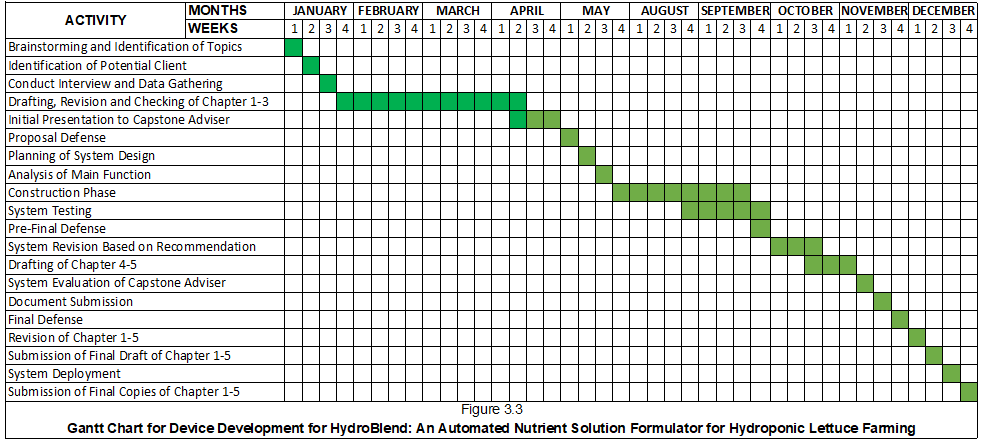 ACTIVITY MONTHS JANUARY FEBRUARY MARCH APRIL MAY AUGUST SEPTEMBER OCTOBER NOVEMBER DECEMBER
WEEKS 1 2 3 4 1 2 3 4 1 2 3 4 1 2 3 4 1 2 3 4 1 2 3 4 1 2 3 4 1 2 3 4 1 2 3 4 1 2 3 4
Brainstorming and Identification of Topics
Identification of Potential Client
Conduct Interview and Data Gathering
Drafting, Revision and Checking of Chapter 1-3
Initial Presentation to Capstone Adviser
Proposal Defense
Planning of System Design
Analysis of Main Function
Construction Phase
System Testing
Pre-Final Defense
System Revision Based on Recommendation
Drafting of Chapter 4-5
System Evaluation of Capstone Adviser
Document Submission
Final Defense
Revision of Chapter 1-5
Submission of Final Draft of Chapter 1-5
System Deployment
Submission of Final Copies of Chapter 1-5
Figure 3.3
Gantt Chart for Device Development for HydroBlend: An Automated Nutrient Solution Formulator for Hydroponic Lettuce Farming